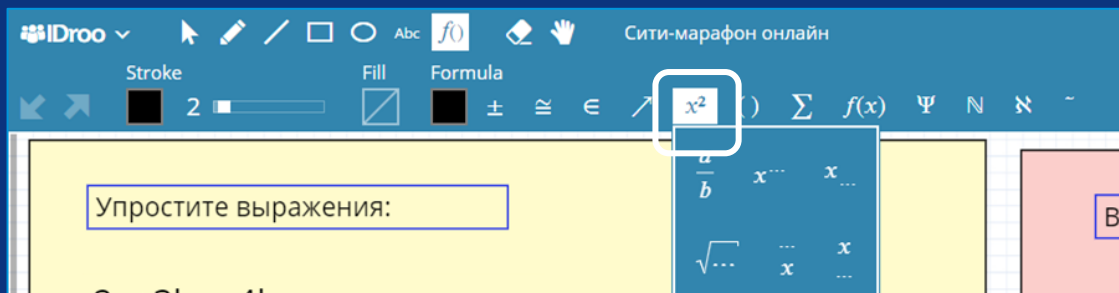 IDroo Abc f() Сити-марафон онлайн
Stroke Fill Formula
2 ± ≅ ∈ x² () ∑ f(x) Ψ ℕ ℵ ~
a/b x x
Упростите выражения:
√ x x
В